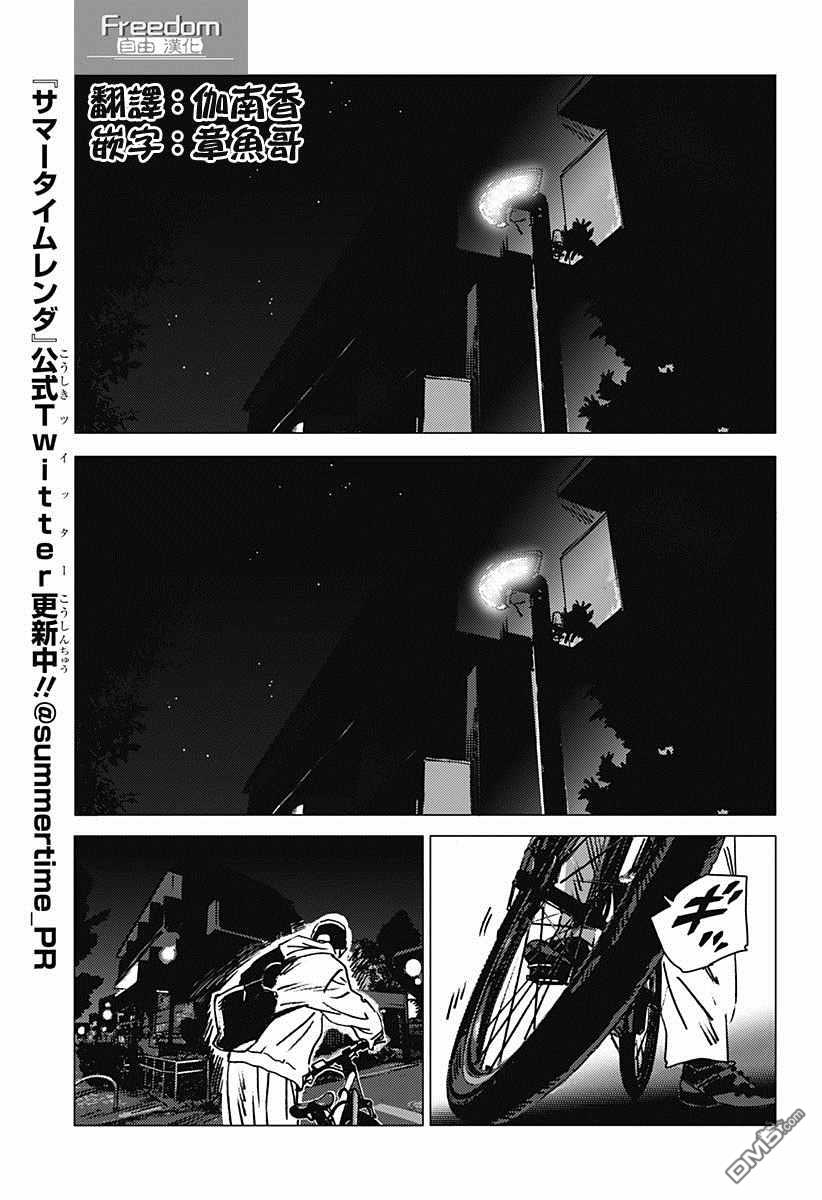 Freedom
自由 漢化
翻譯：伽南香
嵌字：章魚哥
『サマータイムレンダ』公式Twitter更新中!!@summertime_PR
こうしき
ツイッター
こうしんちゅう
ギッ
DM5.com